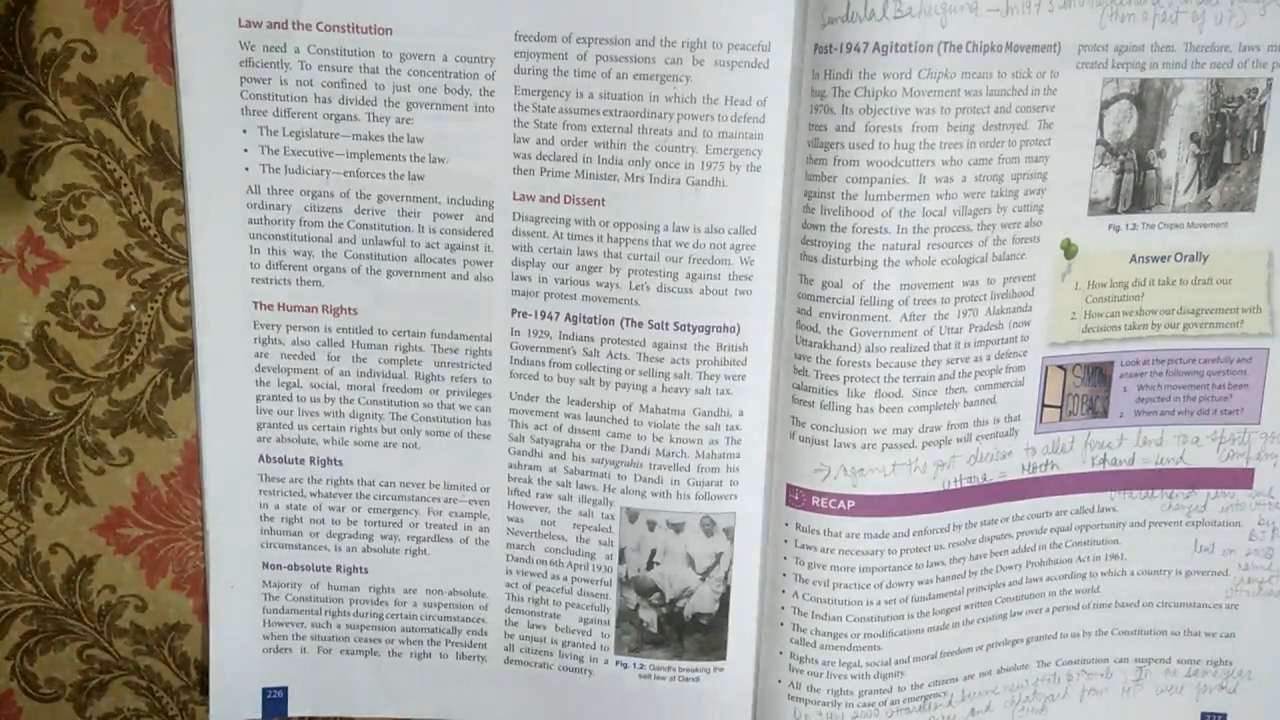 Law and the Constitution
We need a Constitution to govern a country
efficiently. To ensure that the concentration of
power is not confined to just one body, the
Constitution has divided the government into
three different organs. They are:
• The Legislature—makes the law
• The Executive—implements the law
• The Judiciary—enforces the law
All three organs of the government, including
ordinary citizens derive their power and
authority from the Constitution. It is considered
unconstitutional and unlawful to act against it.
In this way, the Constitution allocates power
to different organs of the government and also
restricts them.
The Human Rights
Every person is entitled to certain fundamental
rights, also called Human rights. These rights
are needed for the complete unrestricted
development of an individual. Rights refers to
the legal, social, moral freedom or privileges
granted to us by the Constitution so that we can
live our lives with dignity. The Constitution has
granted us certain rights but only some of these
are absolute, while some are not.
Absolute Rights
These are the rights that can never be limited or
restricted, whatever the circumstances are—even
in a state of war or emergency. For example,
the right not to be tortured or treated in an
inhuman or degrading way, regardless of the
circumstances, is an absolute right.
Non-absolute Rights
Majority of human rights are non-absolute.
The Constitution provides for a suspension of
fundamental rights during certain circumstances.
However, such a suspension automatically ends
when the situation ceases or when the President
orders it. For example, the right to liberty,
226
freedom of expression and the right to peaceful
enjoyment of possessions can be suspended
during the time of an emergency.
Emergency is a situation in which the Head of
the State assumes extraordinary powers to defend
the State from external threats and to maintain
law and order within the country. Emergency
was declared in India only once in 1975 by the
then Prime Minister, Mrs Indira Gandhi.
Law and Dissent
Disagreeing with or opposing a law is also called
dissent. At times it happens that we do not agree
with certain laws that curtail our freedom. We
display our anger by protesting against these
laws in various ways. Let's discuss about two
major protest movements.
Pre-1947 Agitation (The Salt Satyagraha)
In 1929, Indians protested against the British
Government's Salt Acts. These acts prohibited
Indians from collecting or selling salt. They were
forced to buy salt by paying a heavy salt tax.
Under the leadership of Mahatma Gandhi, a
movement was launched to violate the salt tax.
This act of dissent came to be known as The
Salt Satyagraha or the Dandi March. Mahatma
Gandhi and his satyagrahis travelled from his
ashram at Sabarmati to Dandi in Gujarat to
break the salt laws. He along with his followers
lifted raw salt illegally.
However, the salt tax
was not repealed.
Nevertheless, the salt
march concluding at
Dandi on 6th April 1930
is viewed as a powerful
act of peaceful dissent.
This right to peacefully
demonstrate against
the laws believed to
be unjust is granted to
all citizens living in a
democratic country.
Fig. 1.2: Gandhi breaking the
salt law at Dandi
Sunderlal Bahuguna — In 1973
(then a part of UP)
Post-1947 Agitation (The Chipko Movement)
In Hindi the word Chipko means to stick or to
hug. The Chipko Movement was launched in the
1970s. Its objective was to protect and conserve
trees and forests from being destroyed. The
villagers used to hug the trees in order to protect
them from woodcutters who came from many
lumber companies. It was a strong uprising
against the lumbermen who were taking away
the livelihood of the local villagers by cutting
down the forests. In the process, they were also
destroying the natural resources of the forests
thus disturbing the whole ecological balance.
The goal of the movement was to prevent
commercial felling of trees to protect livelihood
and environment. After the 1970 Alaknanda
flood, the Government of Uttar Pradesh (now
Uttarakhand) also realized that it is important to
save the forests because they serve as a defence
belt. Trees protect the terrain and the people from
calamities like flood. Since then, commercial
forest felling has been completely banned.
The conclusion we may draw from this is that
if unjust laws are passed, people will eventually
protest against them. Therefore, laws
created keeping in mind the need of the
Fig. 1.3: The Chipko Movement
Answer Orally
1. How long did it take to draft our
Constitution?
2. How can we show our disagreement with
decisions taken by our government?
SIMON
GO BACK
Look at the picture carefully and
answer the following questions.
1. Which movement has been
depicted in the picture?
2. When and why did it start?
→ Against the govt decision to allot forest land to a sports
company
Uttara = North Khand = land
RECAP
• Rules that are made and enforced by the state or the courts are called laws.
• Laws are necessary to protect us, resolve disputes, provide equal opportunity and prevent exploitation.
• To give more importance to laws, they have been added in the Constitution.
• The evil practice of dowry was banned by the Dowry Prohibition Act in 1961.
• A Constitution is a set of fundamental principles and laws according to which a country is governed.
• The Indian Constitution is the longest written Constitution in the world.
• The changes or modifications made in the existing law over a period of time based on circumstances are
called amendments.
• Rights are legal, social and moral freedom or privileges granted to us by the Constitution so that we can
live our lives with dignity.
• All the rights granted to the citizens are not absolute. The Constitution can suspend some rights
temporarily in case of an emergency.
227